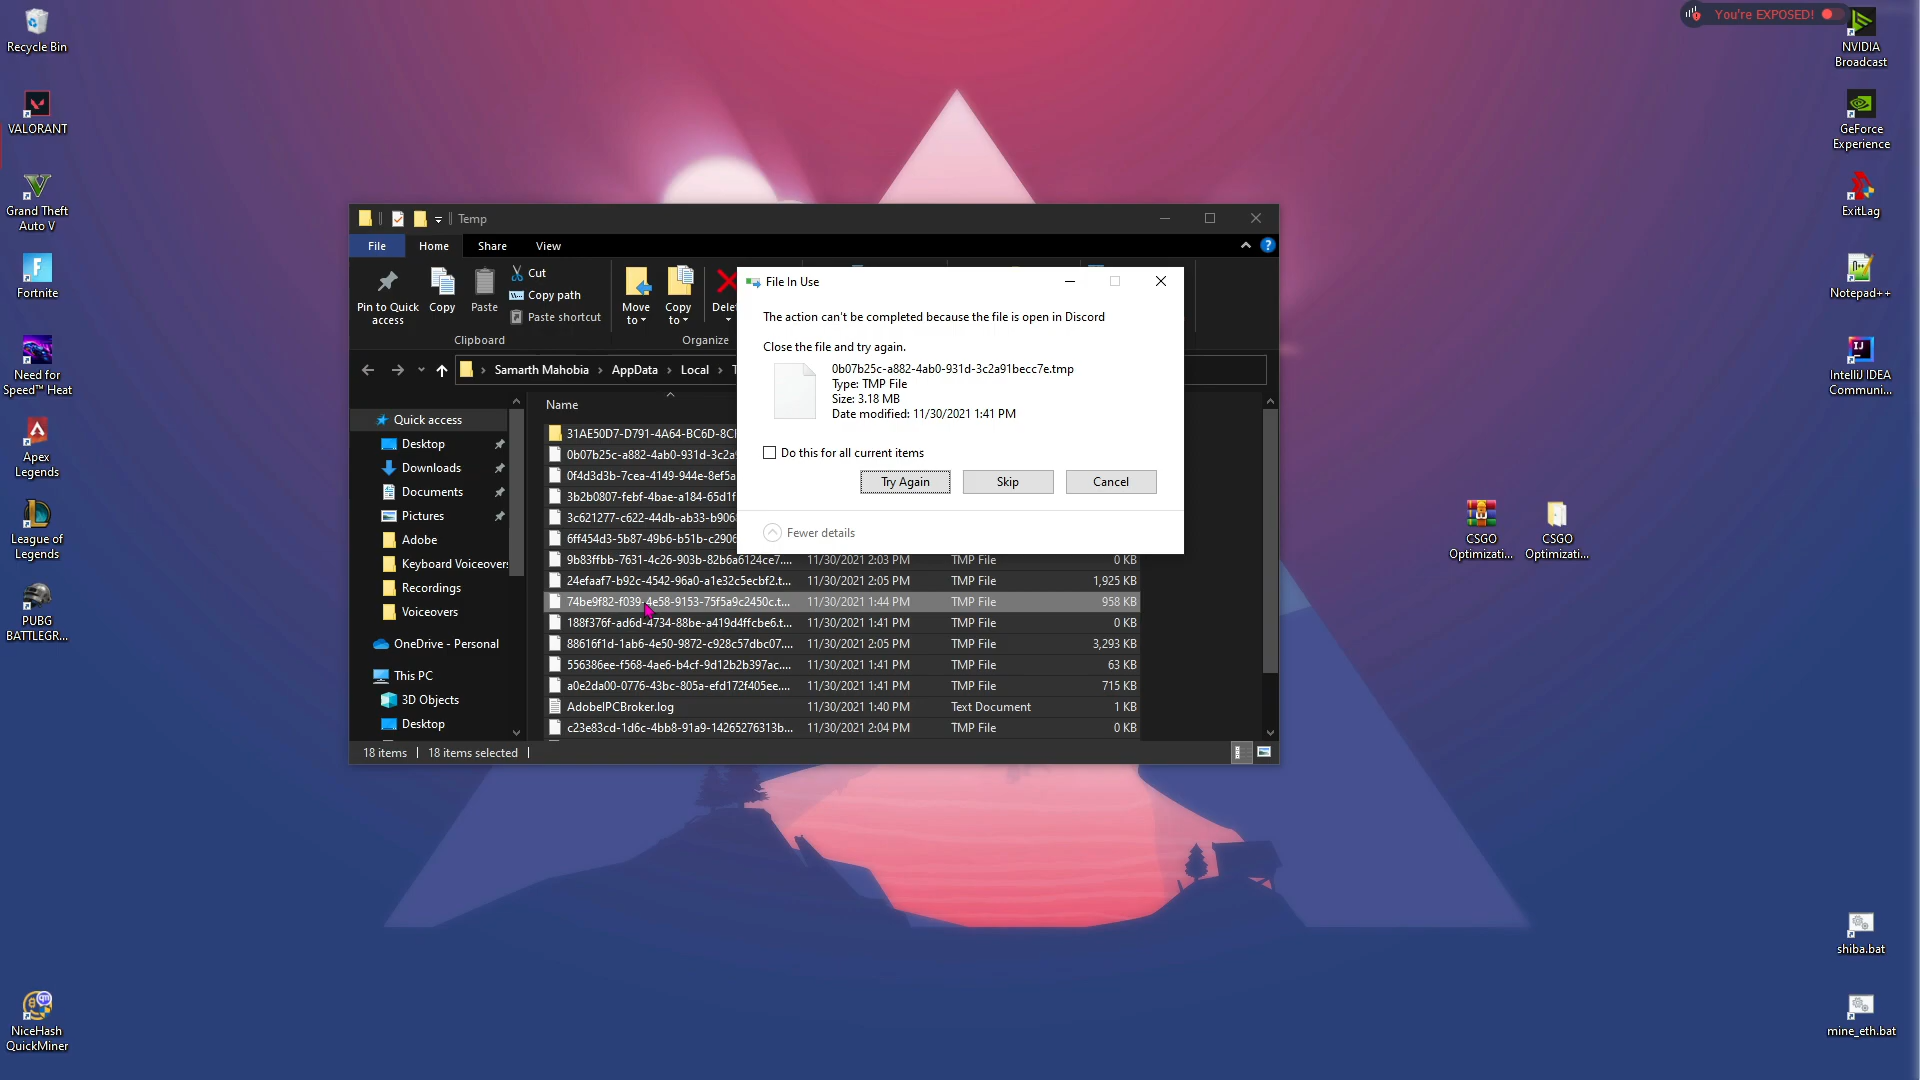 Recycle Bin
VALORANT
Grand Theft
Auto V
Fortnite
Need for
Speed™ Heat
Apex
Legends
League of
Legends
PUBG
BATTLEGR...
NiceHash
QuickMiner
You're EXPOSED!
NVIDIA
Broadcast
GeForce
Experience
ExitLag
Notepad++
IntelliJ IDEA
Communi...
CSGO
Optimizati...
CSGO
Optimizati...
shiba.bat
mine_eth.bat
Temp
File Home Share View
Pin to Quick
access
Copy
Paste
Cut
Copy path
Paste shortcut
Clipboard
Move
to
Copy
to
Organize
Samarth Mahobia > AppData > Local >
Quick access
Desktop
Downloads
Documents
Pictures
Adobe
Keyboard Voiceovers
Recordings
Voiceovers
OneDrive - Personal
This PC
3D Objects
Desktop
Name
31AE50D7-D791-4A64-BC6D-8C
0b07b25c-a882-4ab0-931d-3c2a
0f4d3d3b-7cea-4149-944e-8ef5a
3b2b0807-febf-4bae-a184-65d1f
3c621277-c622-44db-ab33-b906
6ff454d3-5b87-49b6-b51b-c2906
9b83ffbb-7631-4c26-903b-82b6a6124ce7.... 11/30/2021 2:03 PM TMP File 0 KB
24efaaf7-b92c-4542-96a0-a1e32c5ecbf2.t... 11/30/2021 2:05 PM TMP File 1,925 KB
74be9f82-f039-4e58-9153-75f5a9c2450c.t... 11/30/2021 1:44 PM TMP File 958 KB
188f376f-ad6d-4734-88be-a419d4ffcbe6.t... 11/30/2021 1:41 PM TMP File 0 KB
88616f1d-1ab6-4e50-9872-c928c57dbc07.... 11/30/2021 2:05 PM TMP File 3,293 KB
556386ee-f568-4ae6-b4cf-9d12b2b397ac.... 11/30/2021 1:41 PM TMP File 63 KB
a0e2da00-0776-43bc-805a-efd172f405ee.... 11/30/2021 1:41 PM TMP File 715 KB
AdobeIPCBroker.log 11/30/2021 1:40 PM Text Document 1 KB
c23e83cd-1d6c-4bb8-91a9-14265276313b... 11/30/2021 2:04 PM TMP File 0 KB
18 items 18 items selected
File In Use
The action can't be completed because the file is open in Discord
Close the file and try again.
0b07b25c-a882-4ab0-931d-3c2a91becc7e.tmp
Type: TMP File
Size: 3.18 MB
Date modified: 11/30/2021 1:41 PM
Do this for all current items
Try Again Skip Cancel
Fewer details